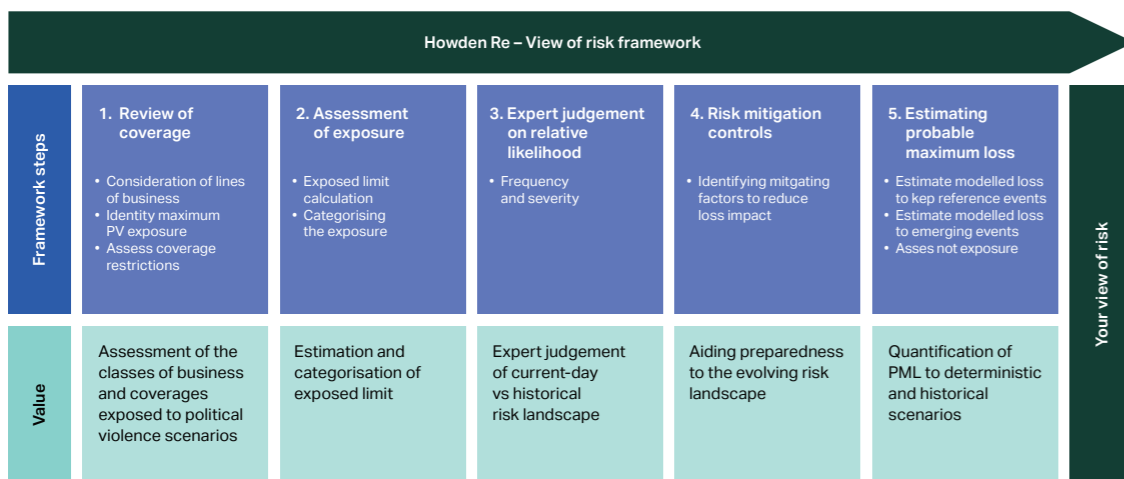 Howden Re – View of risk framework
Framework steps
1. Review of
coverage
• Consideration of lines
of business
• Identity maximum
PV exposure
• Assess coverage
restrictions
2. Assessment
of exposure
• Exposed limit
calculation
• Categorising
the exposure
3. Expert judgement
on relative
likelihood
• Frequency
and severity
4. Risk mitigation
controls
• Identifying mitgating
factors to reduce
loss impact
5. Estimating
probable
maximum loss
• Estimate modelled loss
to kep reference events
• Estimate modelled loss
to emerging events
• Asses not exposure
Value
Assessment of the
classes of business
and coverages
exposed to political
violence scenarios
Estimation and
categorisation of
exposed limit
Expert judgement
of current-day
vs historical
risk landscape
Aiding preparedness
to the evolving risk
landscape
Quantification of
PML to deterministic
and historical
scenarios
Your view of risk